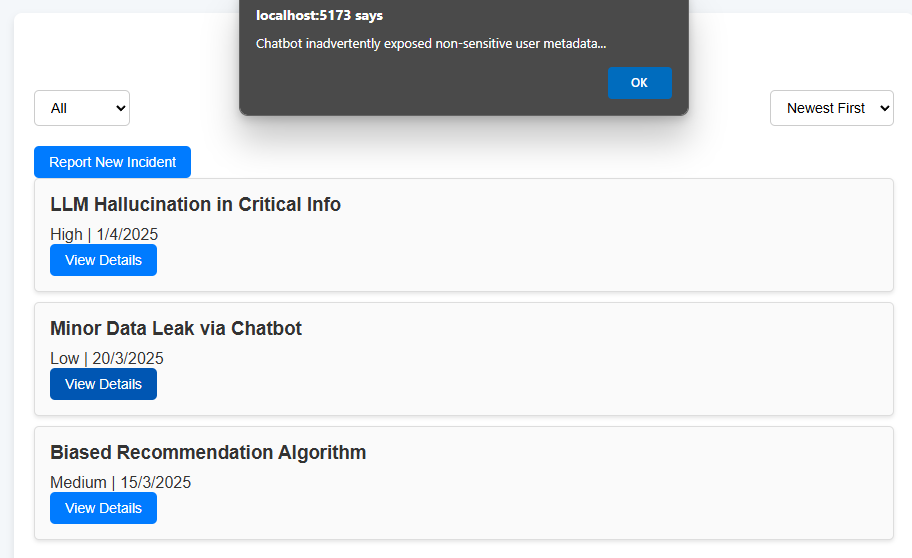 localhost:5173 says
Chatbot inadvertently exposed non-sensitive user metadata...
OK
All
Newest First
Report New Incident
LLM Hallucination in Critical Info
High | 1/4/2025
View Details
Minor Data Leak via Chatbot
Low | 20/3/2025
View Details
Biased Recommendation Algorithm
Medium | 15/3/2025
View Details